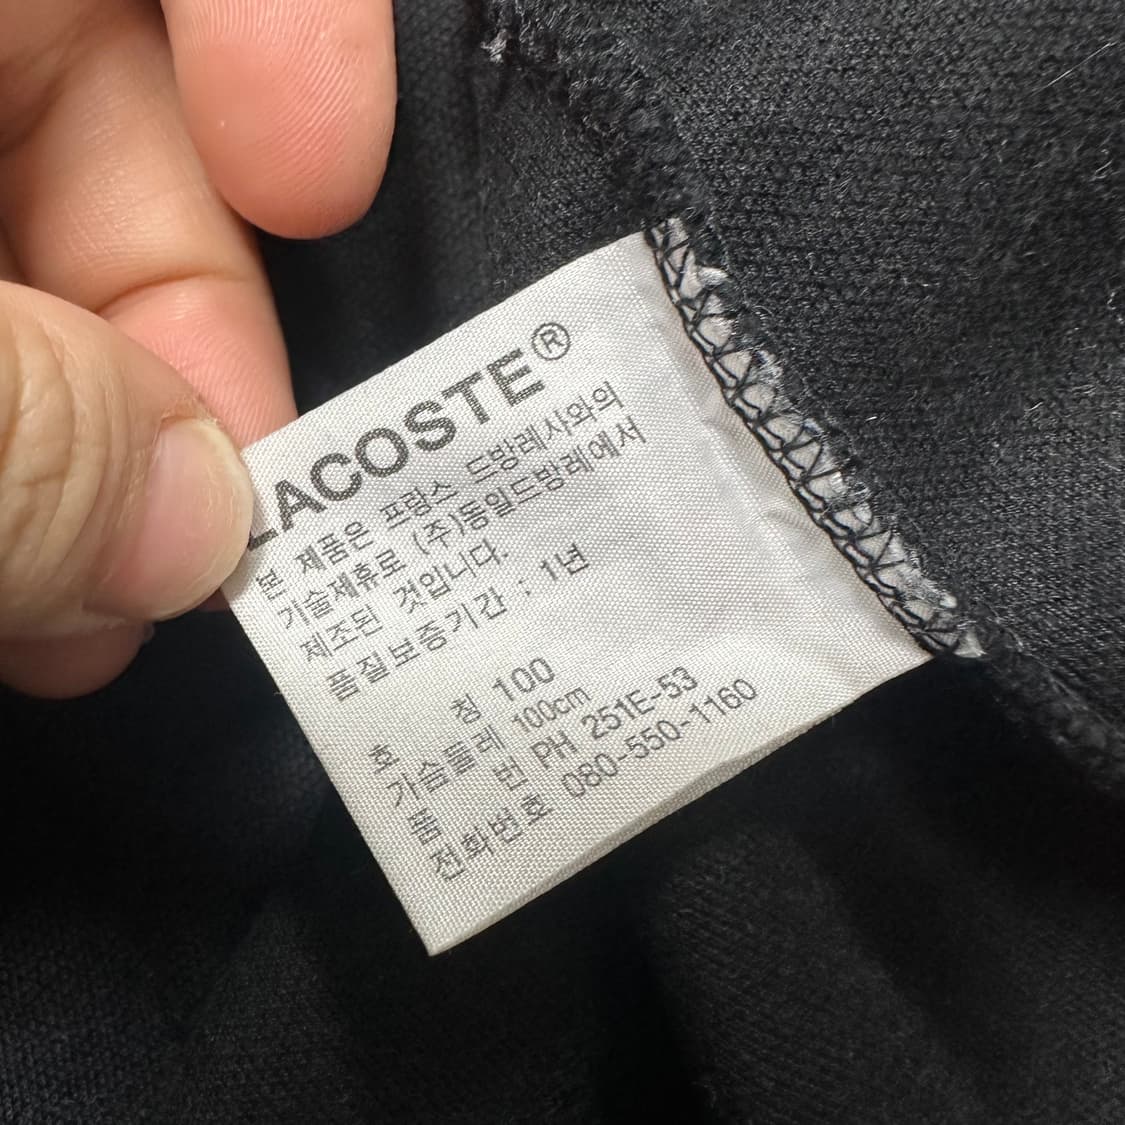 LACOSTE®
본 제품은 프랑스 드방레사와의
기술제휴로 (주)동일드방레에서
제조된 것입니다.
품질보증기간 : 1년
호 칭 100
가슴둘레 100cm
품 번 PH 251E-53
전화번호 080-550-1160